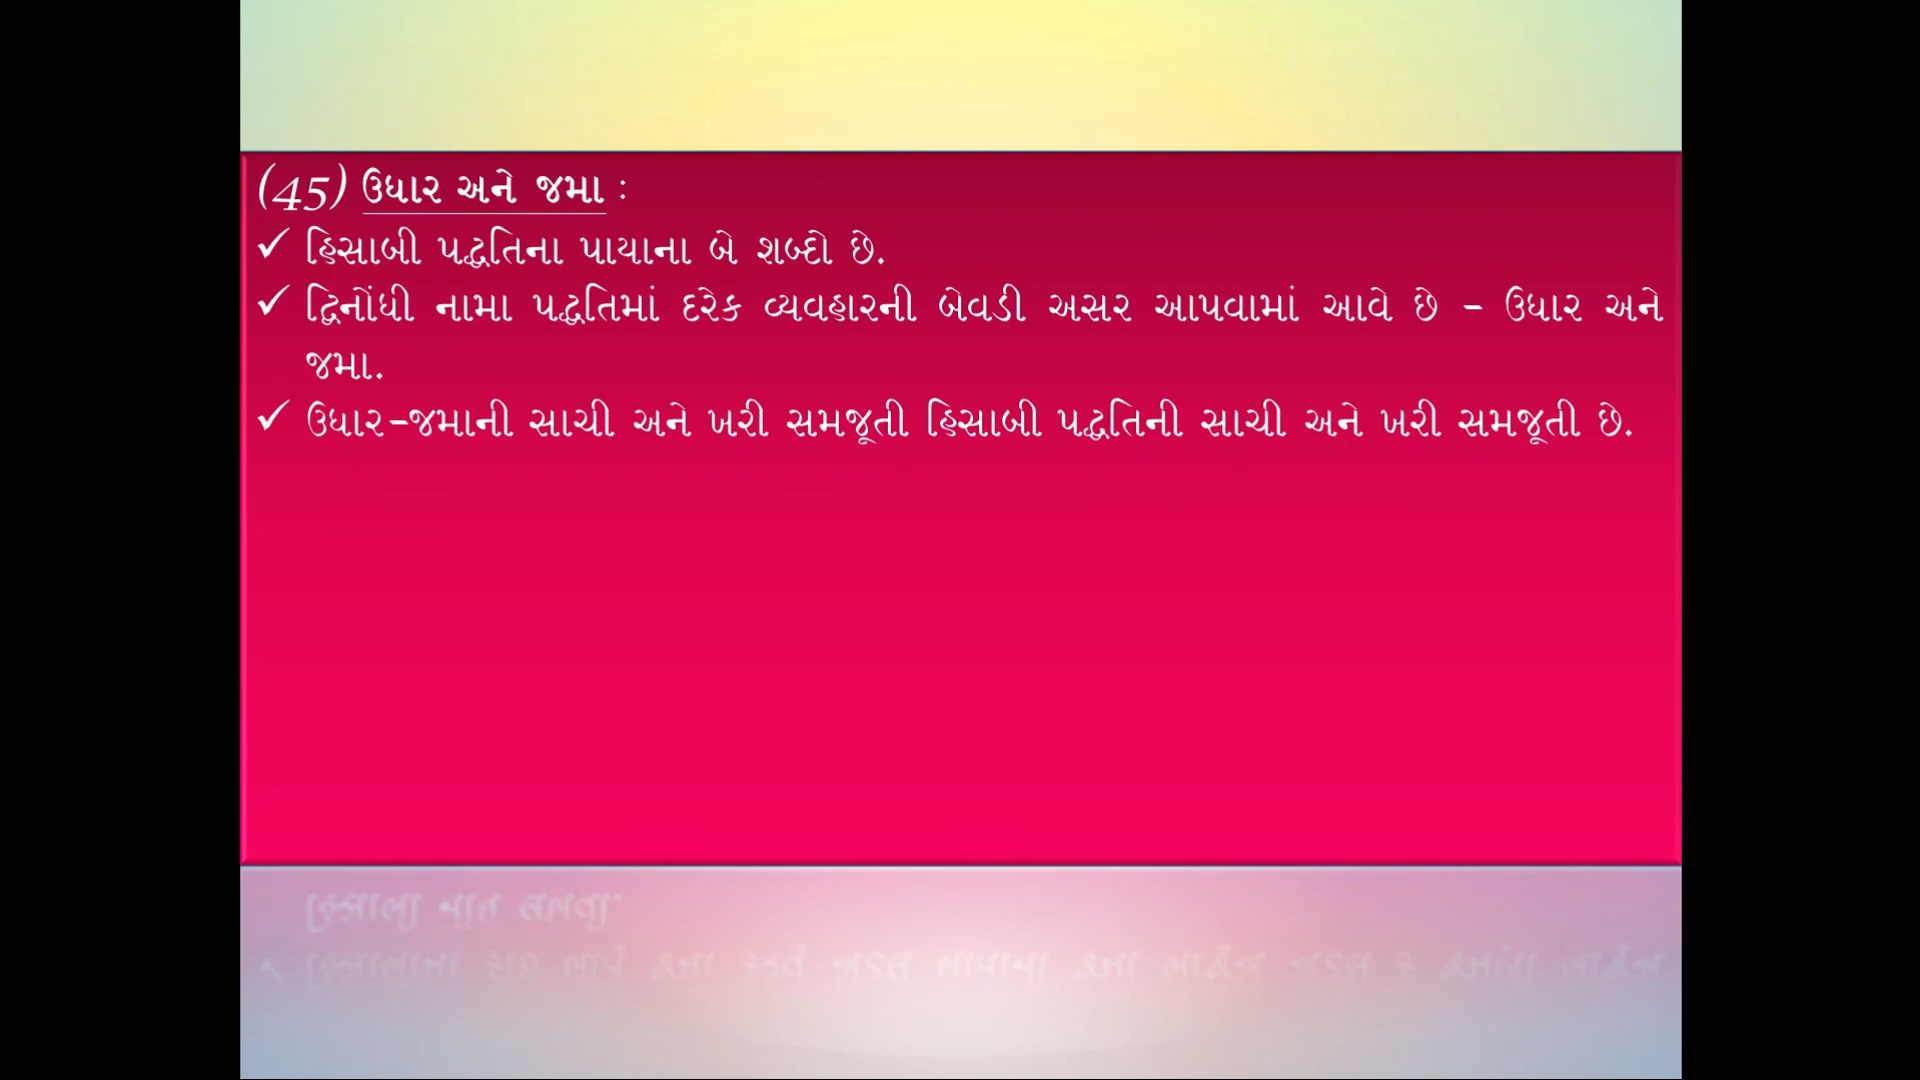 (45) ઉધાર અને જમા :
✓ હિસાબી પદ્ધતિના પાયાના બે શબ્દો છે.
✓ દ્વિનોંધી નામા પદ્ધતિમાં દરેક વ્યવહારની બેવડી અસર આપવામાં આવે છે – ઉધાર અને
જમા.
✓ ઉધાર–જમાની સાચી અને ખરી સમજૂતી હિસાબી પદ્ધતિની સાચી અને ખરી સમજૂતી છે.